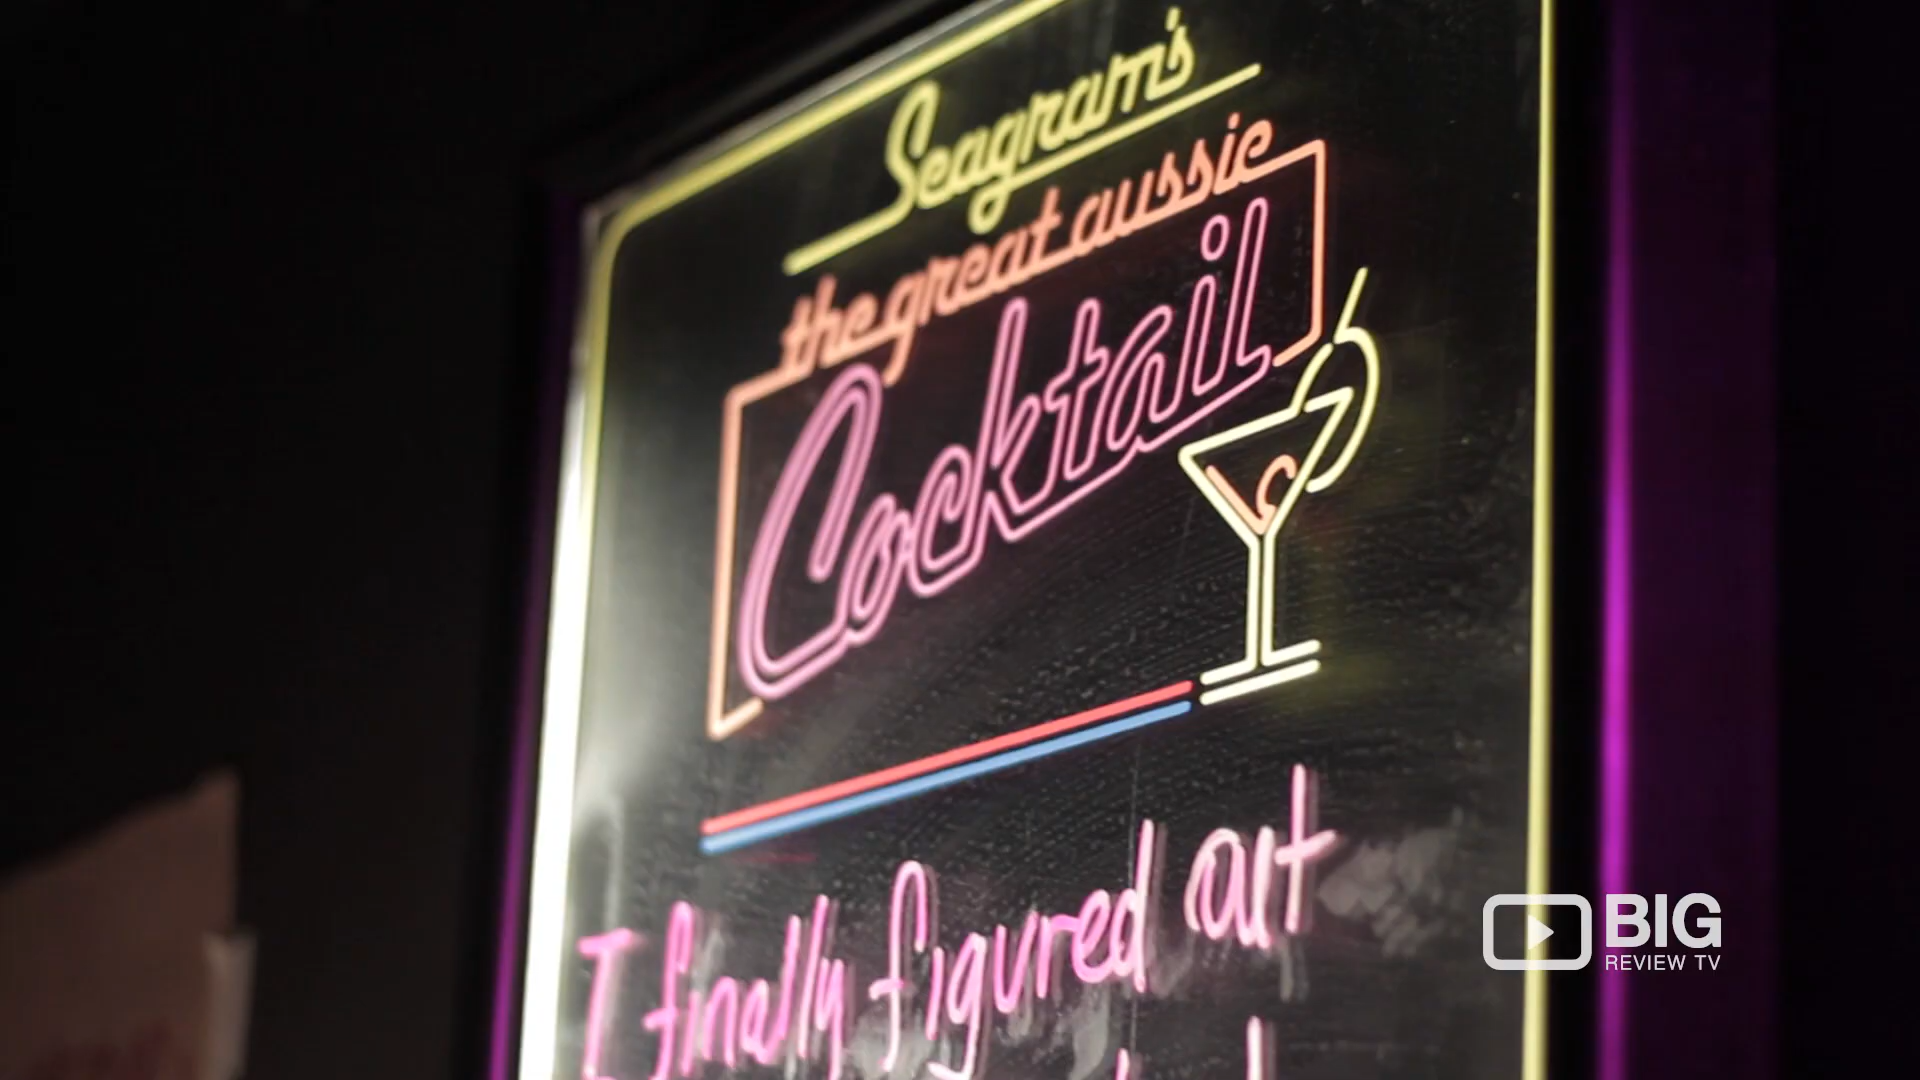 Seagram's
the great aussie
Cocktail
I finally figured out
BIG
REVIEW TV